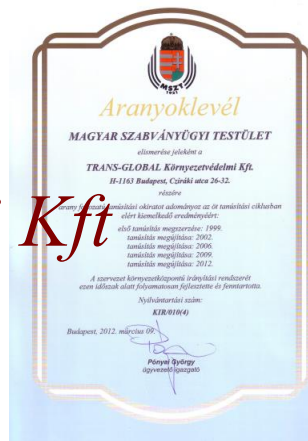 MSZT
1921
Aranyoklevél
MAGYAR SZABVÁNYÜGYI TESTÜLET
elismerése jeleként a
TRANS-GLOBAL Környezetvédelmi Kft.
H-1163 Budapest, Cziráki utca 26-32.
részére
arany fokozatú tanúsítási okiratot adományoz az öt tanúsítási ciklusban
elért kiemelkedő eredményéért:
első tanúsítás megszerzése: 1999.
tanúsítás megújítása: 2002.
tanúsítás megújítása: 2006.
tanúsítás megújítása: 2009.
tanúsítás megújítása: 2012.
Kft
A szervezet környezetközpontú irányítási rendszerét
ezen időszak alatt folyamatosan fejlesztette és fenntartotta.
Nyilvántartási szám:
KIR/010(4)
Budapest, 2012. március 09.
Pónyai György
ügyvezető igazgató